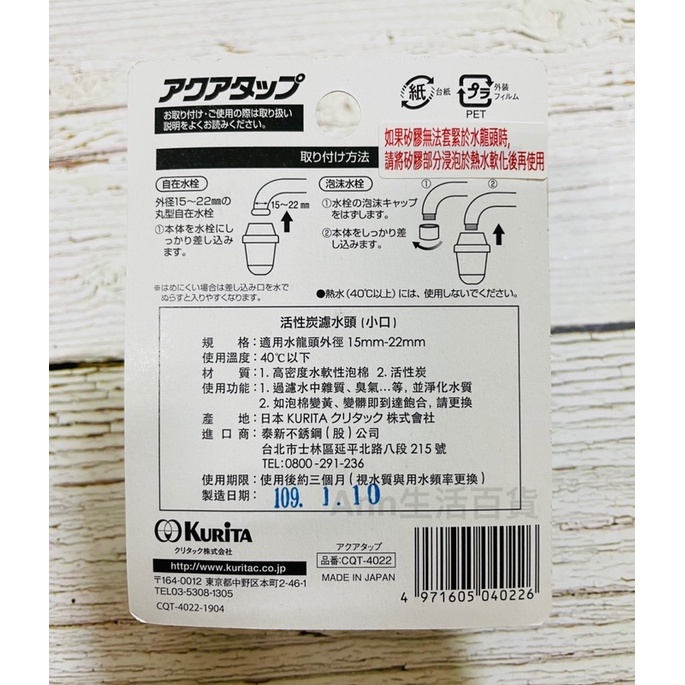 アクアタップ
お取り付け・ご使用の際は取り扱い
説明をよくお読みください。
紙
台紙
プラ
外装
フィルム
PET
如果矽膠無法套緊於水龍頭時,
請將矽膠部分浸泡於熱水軟化後再使用
取り付け方法
自在水栓
外径15~22mmの
丸型自在水栓
①本体を水栓にし
っかり差し込み
ます。
15~22mm
※はめにくい場合は差し込み口を水で
ぬらすと入りやすくなります。
泡沫水栓
①水栓の泡沫キャップ
をはずします。
②本体をしっかり差
し込みます。
①
②
●熱水(40℃以上)には、使用しないでください。
活性炭濾水頭(小口)
規 格:適用水龍頭外徑15mm-22mm
使用溫度:40℃以下
材 質:1. 高密度水軟性泡棉 2. 活性炭
使用功能:1. 過濾水中雜質、臭氣…等, 並淨化水質
2. 如泡棉變黃、變髒即到達飽合, 請更換
產 地:日本 KURITA クリタック 株式會社
進 口 商:泰新不銹鋼(股)公司
台北市士林區延平北路八段 215 號
TEL:0800-291-236
使用期限:使用後約三個月(視水質與用水頻率更換)
製造日期:109. 1.10
Ann生活百貨
KURITA
クリタック株式会社
http://www.kuritac.co.jp
〒164-0012 東京都中野区本町2-46-1
TEL03-5308-1305
CQT-4022-1904
アクアタップ
品番:CQT-4022
MADE IN JAPAN
4 971605 040226